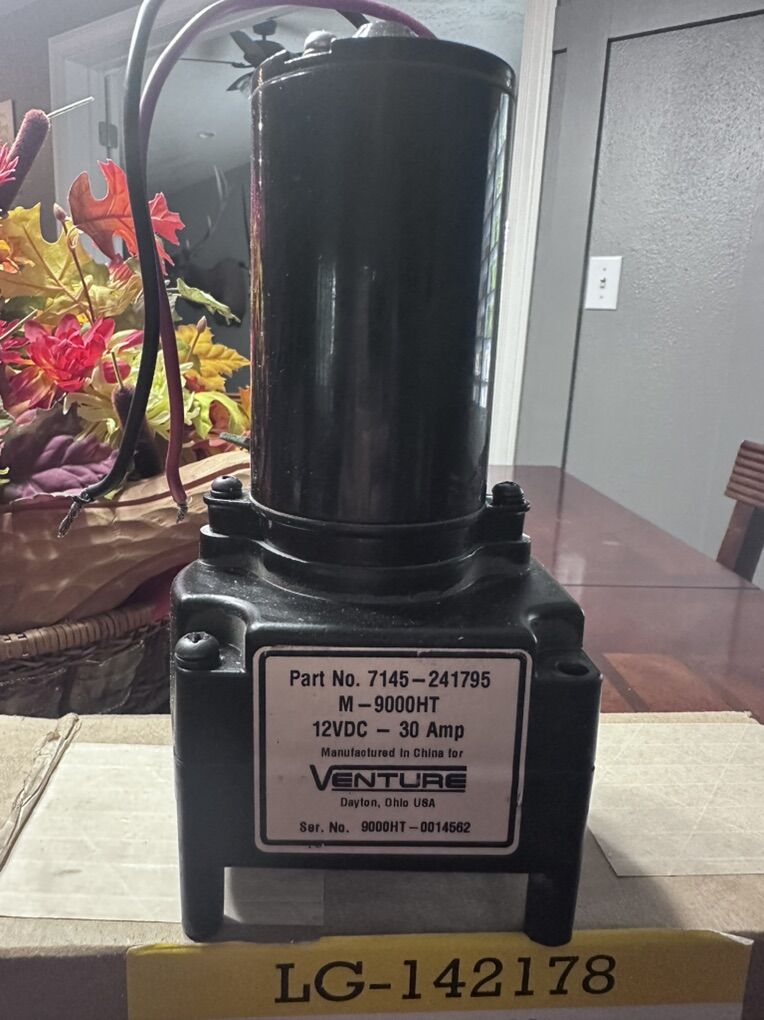 Part No. 7145-241795
M-9000HT
12VDC - 30 Amp
Manufactured in China for
VENTURE
Dayton, Ohio USA
Ser. No. 9000HT-0014562
LG-142178